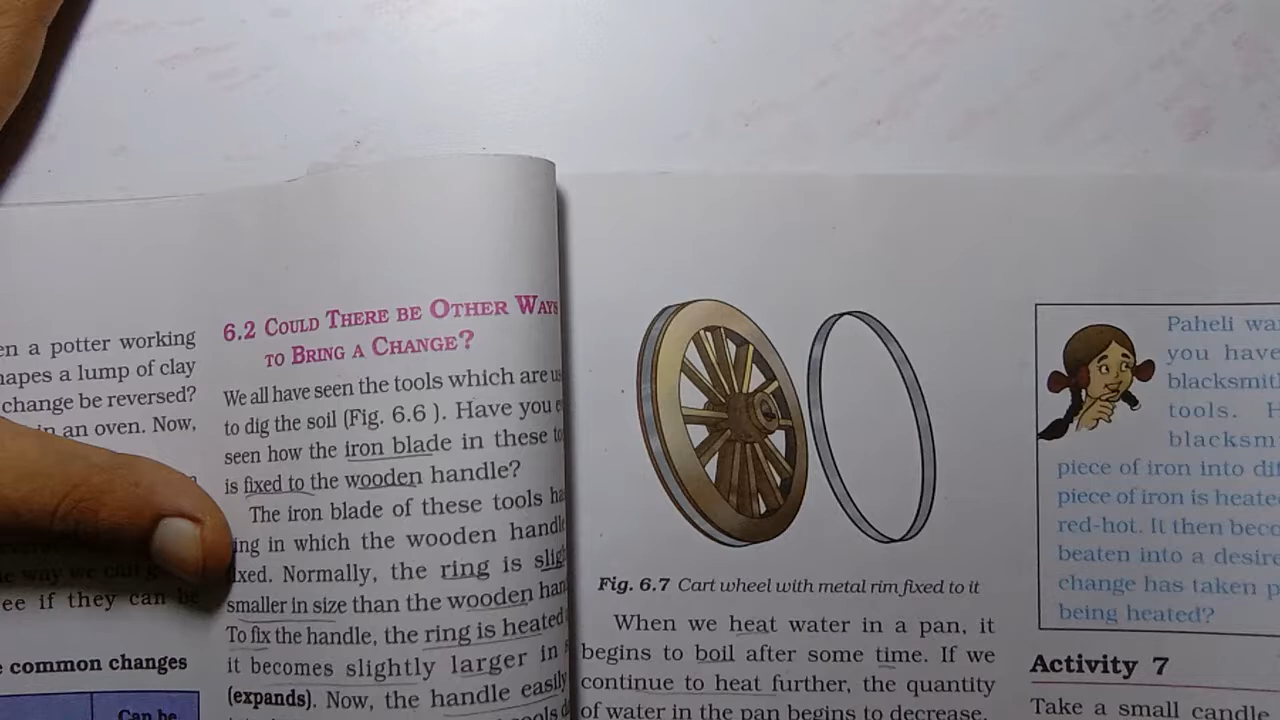 en a potter working
hapes a lump of clay
change be reversed?
in an oven. Now,
way we can
ee if they can be
common changes
Can be
6.2 COULD THERE BE OTHER WAYS
TO BRING A CHANGE?
We all have seen the tools which are
to dig the soil (Fig. 6.6 ). Have you
seen how the iron blade in these
is fixed to the wooden handle?
The iron blade of these tools
ing in which the wooden handl
ixed. Normally, the ring is slig
smaller in size than the wooden han
To fix the handle, the ring is heated
it becomes slightly larger in
(expands). Now, the handle easily
Fig. 6.7 Cart wheel with metal rim fixed to it
When we heat water in a pan, it
begins to boil after some time. If we
continue to heat further, the quantity
of water in the pan begins to decrease.
Paheli wa
you have
blacksmit
tools. H
blacksm
piece of iron into dif
piece of iron is heate
red-hot. It then beco
beaten into a desire
change has taken p
being heated?
Activity 7
Take a small candle